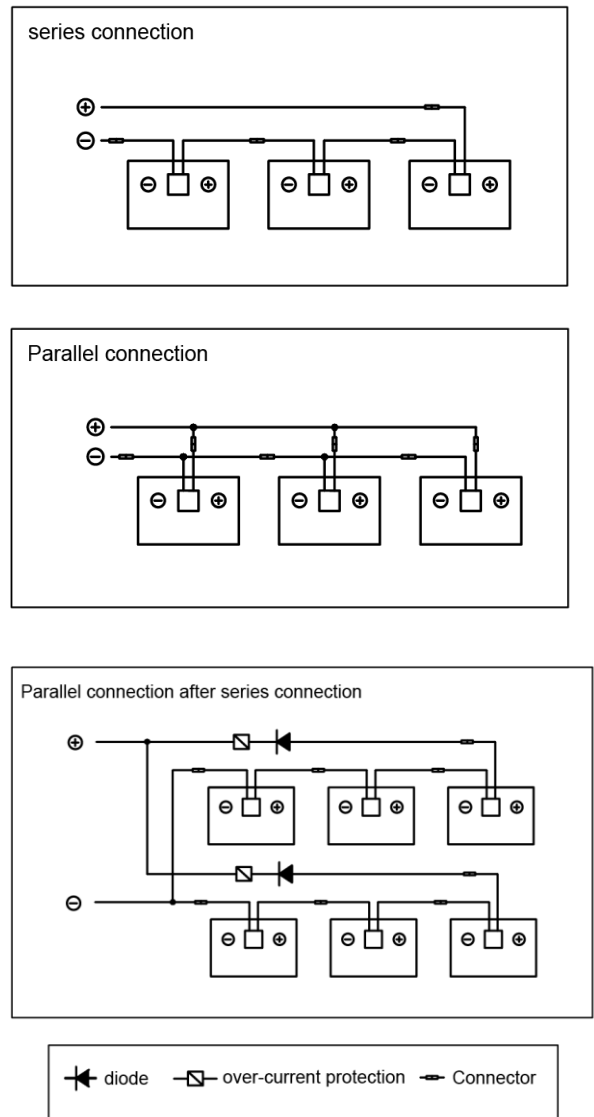 series connection
Parallel connection
Parallel connection after series connection
diode over-current protection Connector